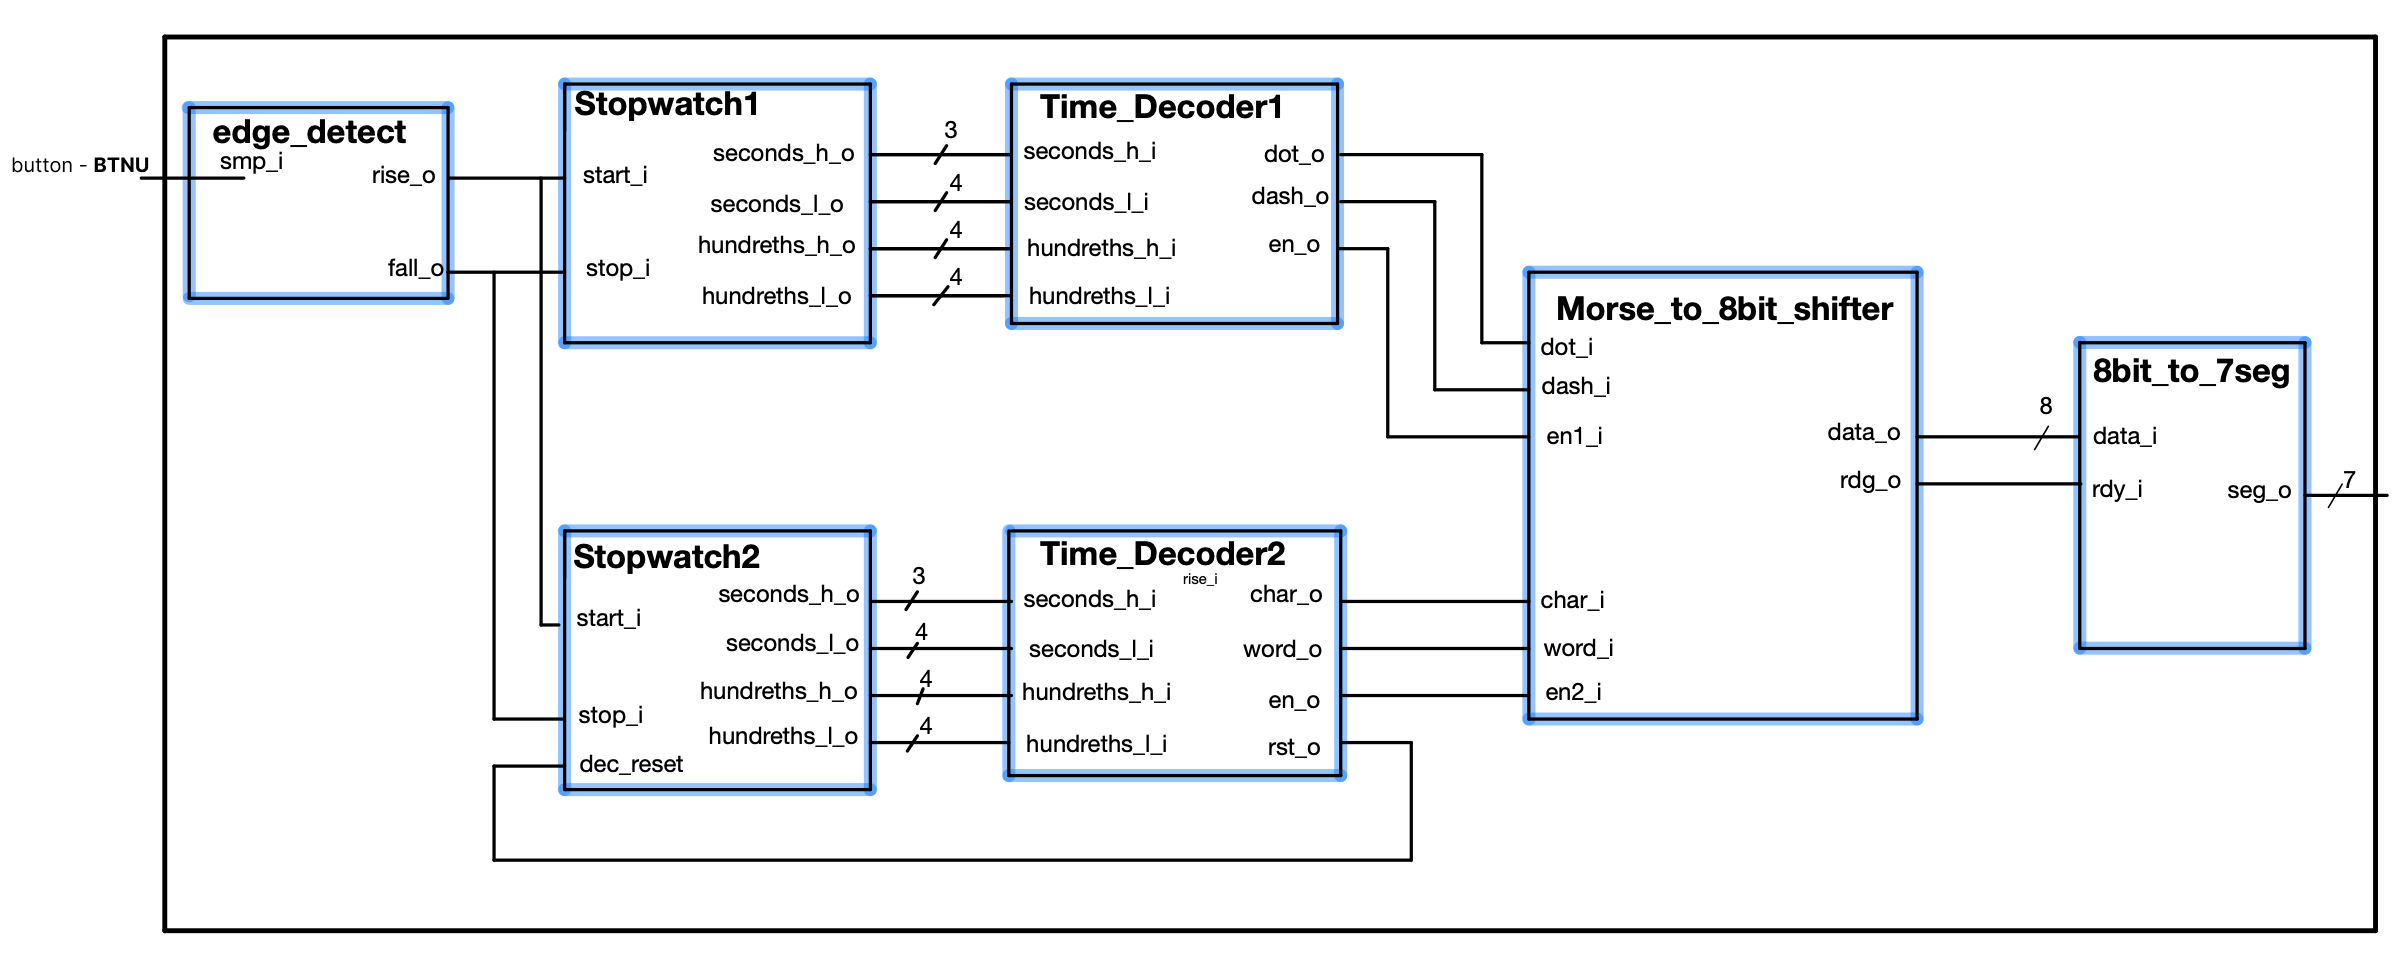 button - BTNU
edge_detect
smp_i
rise_o
fall_o
Stopwatch1
start_i
stop_i
seconds_h_o
seconds_l_o
hundreths_h_o
hundreths_l_o
3
4
4
4
Time_Decoder1
seconds_h_i
seconds_l_i
hundreths_h_i
hundreths_l_i
dot_o
dash_o
en_o
Stopwatch2
start_i
stop_i
dec_reset
seconds_h_o
seconds_l_o
hundreths_h_o
hundreths_l_o
3
4
4
4
Time_Decoder2
rise_i
seconds_h_i
seconds_l_i
hundreths_h_i
hundreths_l_i
char_o
word_o
en_o
rst_o
Morse_to_8bit_shifter
dot_i
dash_i
en1_i
char_i
word_i
en2_i
data_o
rdg_o
8
8bit_to_7seg
data_i
rdy_i
seg_o
7